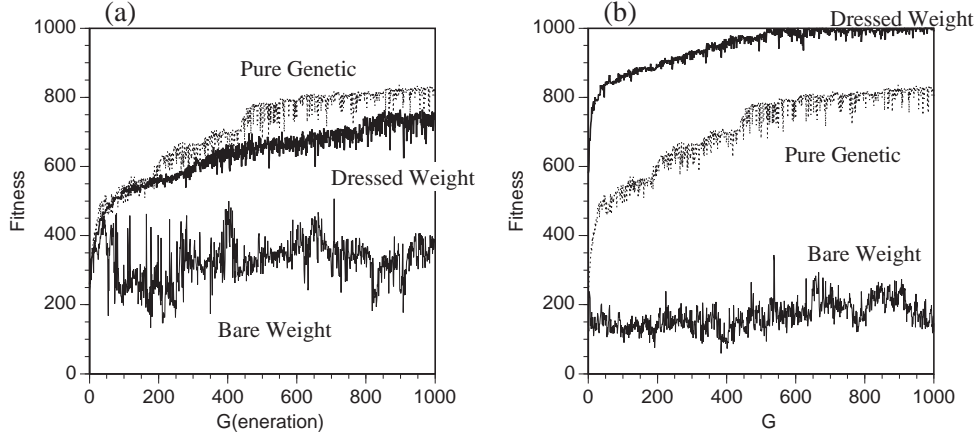 (a)
1000
800
600
400
200
0
Fitness
Pure Genetic
Dressed Weight
Bare Weight
0 200 400 600 800 1000
G(eneration)
(b)
1000
800
600
400
200
0
Fitness
Dressed Weight
Pure Genetic
Bare Weight
0 200 400 600 800 1000
G